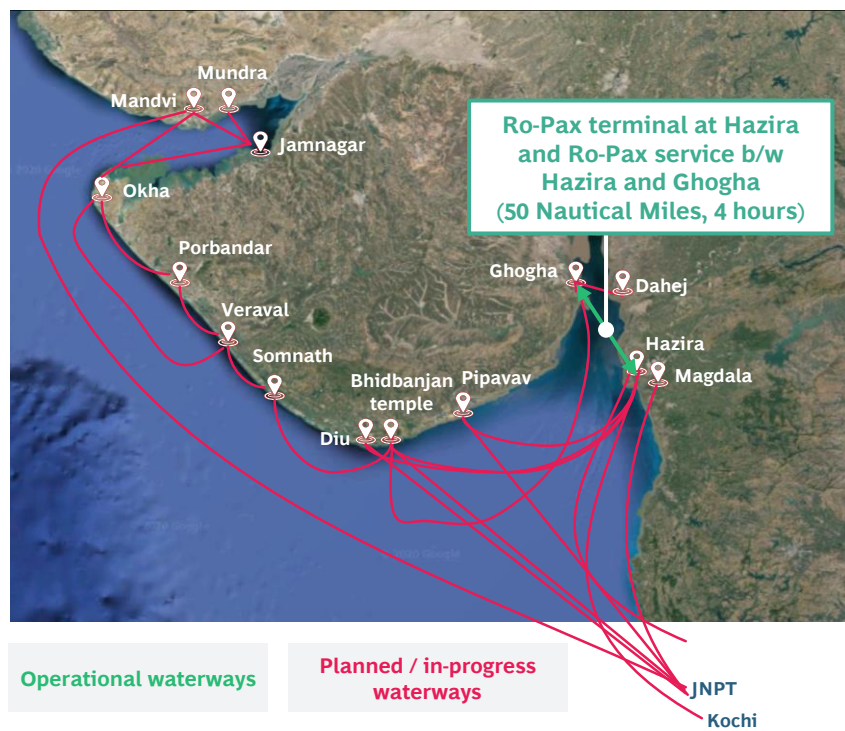 Mundra
Mandvi
Jamnagar
Okha
Ro-Pax terminal at Hazira
and Ro-Pax service b/w
Hazira and Ghogha
(50 Nautical Miles, 4 hours)
Porbandar
Ghogha
Dahej
Veraval
Hazira
Somnath
Magdala
Bhidbanjan
temple
Pipavav
Diu
Operational waterways
Planned / in-progress
waterways
JNPT
Kochi